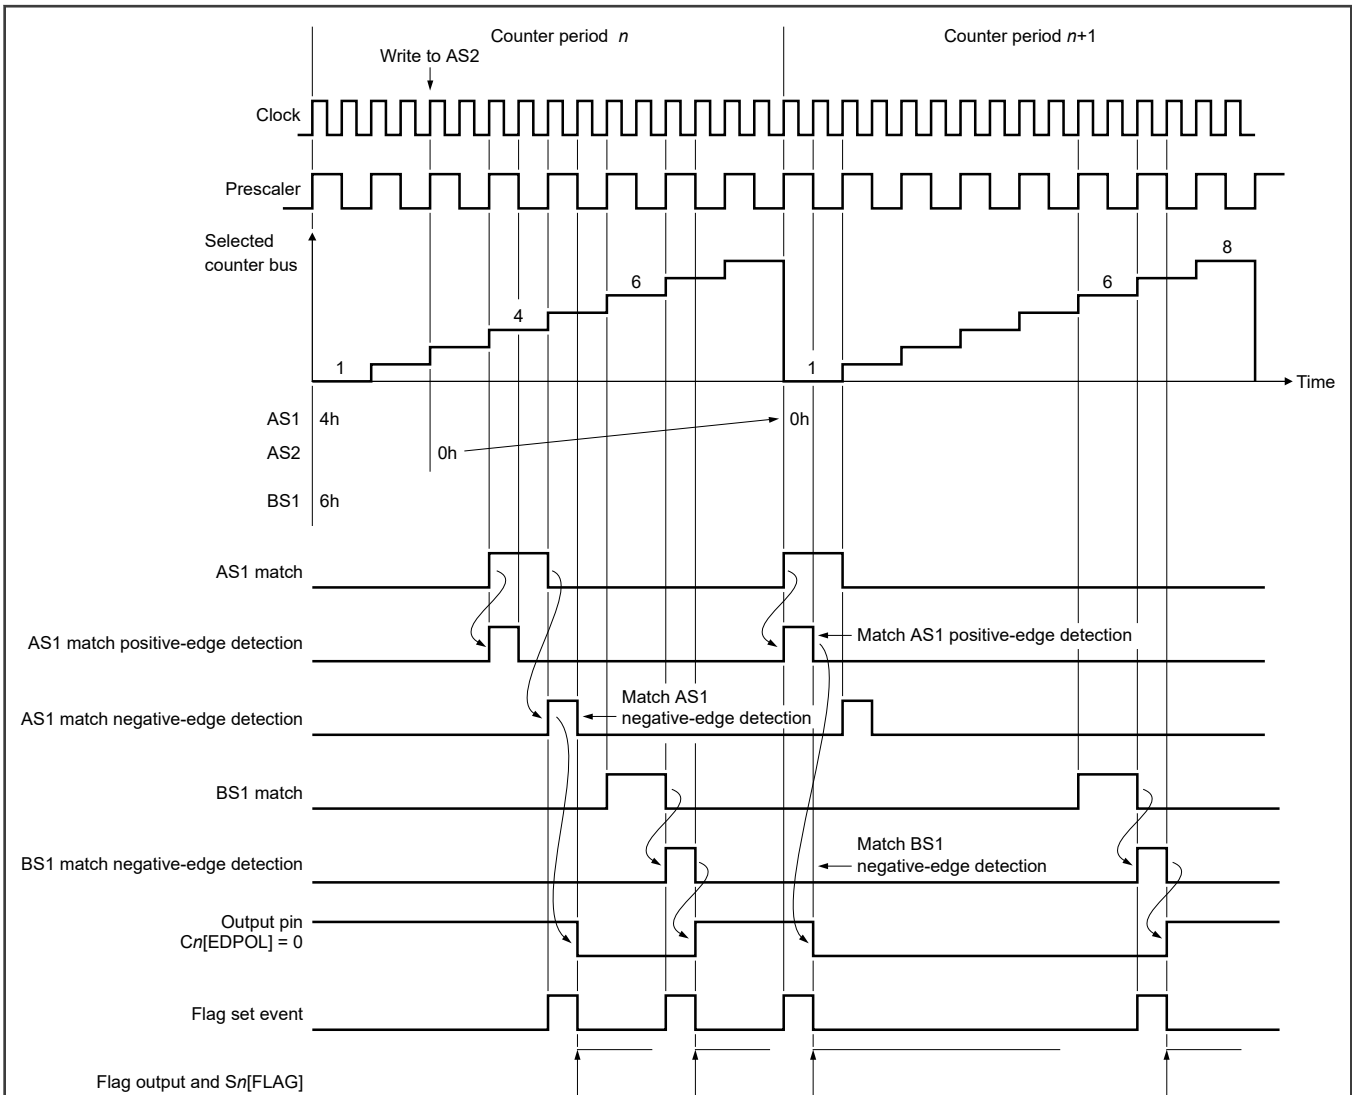 Counter period n
Counter period n+1
Write to AS2
Clock
Prescaler
Selected
counter bus
8
6
6
4
1
1
Time
AS1
4h
0h
AS2
0h
BS1
6h
AS1 match
AS1 match positive-edge detection
Match AS1 positive-edge detection
AS1 match negative-edge detection
Match AS1
negative-edge detection
BS1 match
BS1 match negative-edge detection
Match BS1
negative-edge detection
Output pin
Cn[EDPOL] = 0
Flag set event
Flag output and Sn[FLAG]